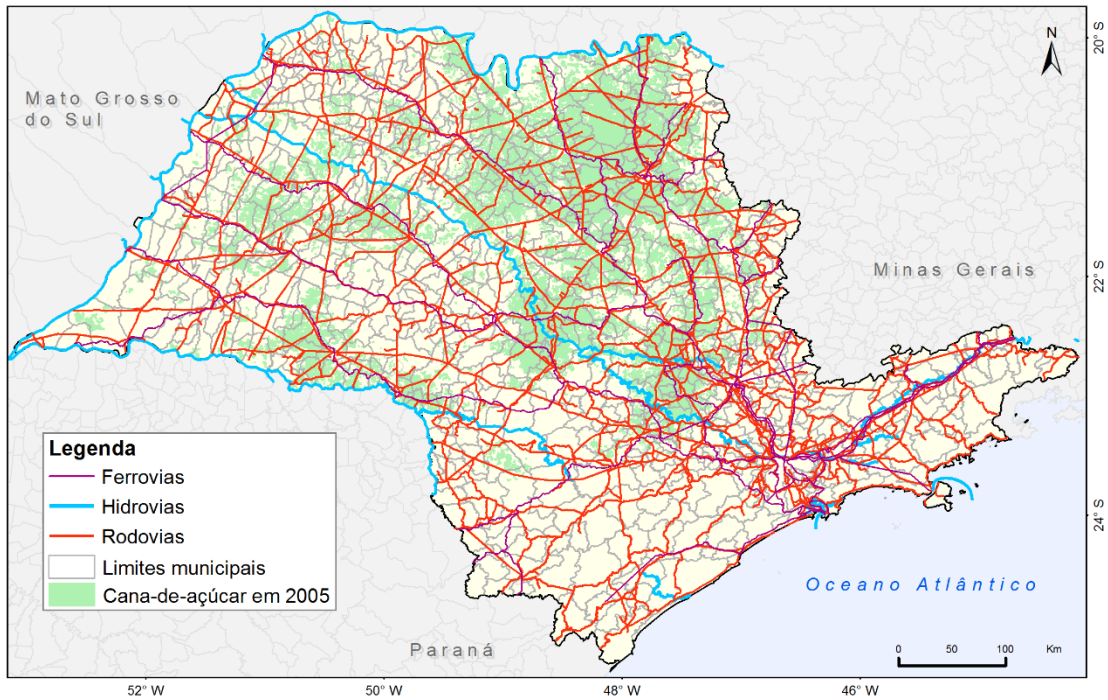 N
20° S
Mato Grosso
do Sul
Minas Gerais
22° S
Legenda
Ferrovias
Hidrovias
Rodovias
Limites municipais
Cana-de-açúcar em 2005
24° S
Oceano Atlântico
Paraná
0 50 100 Km
52° W 50° W 48° W 46° W